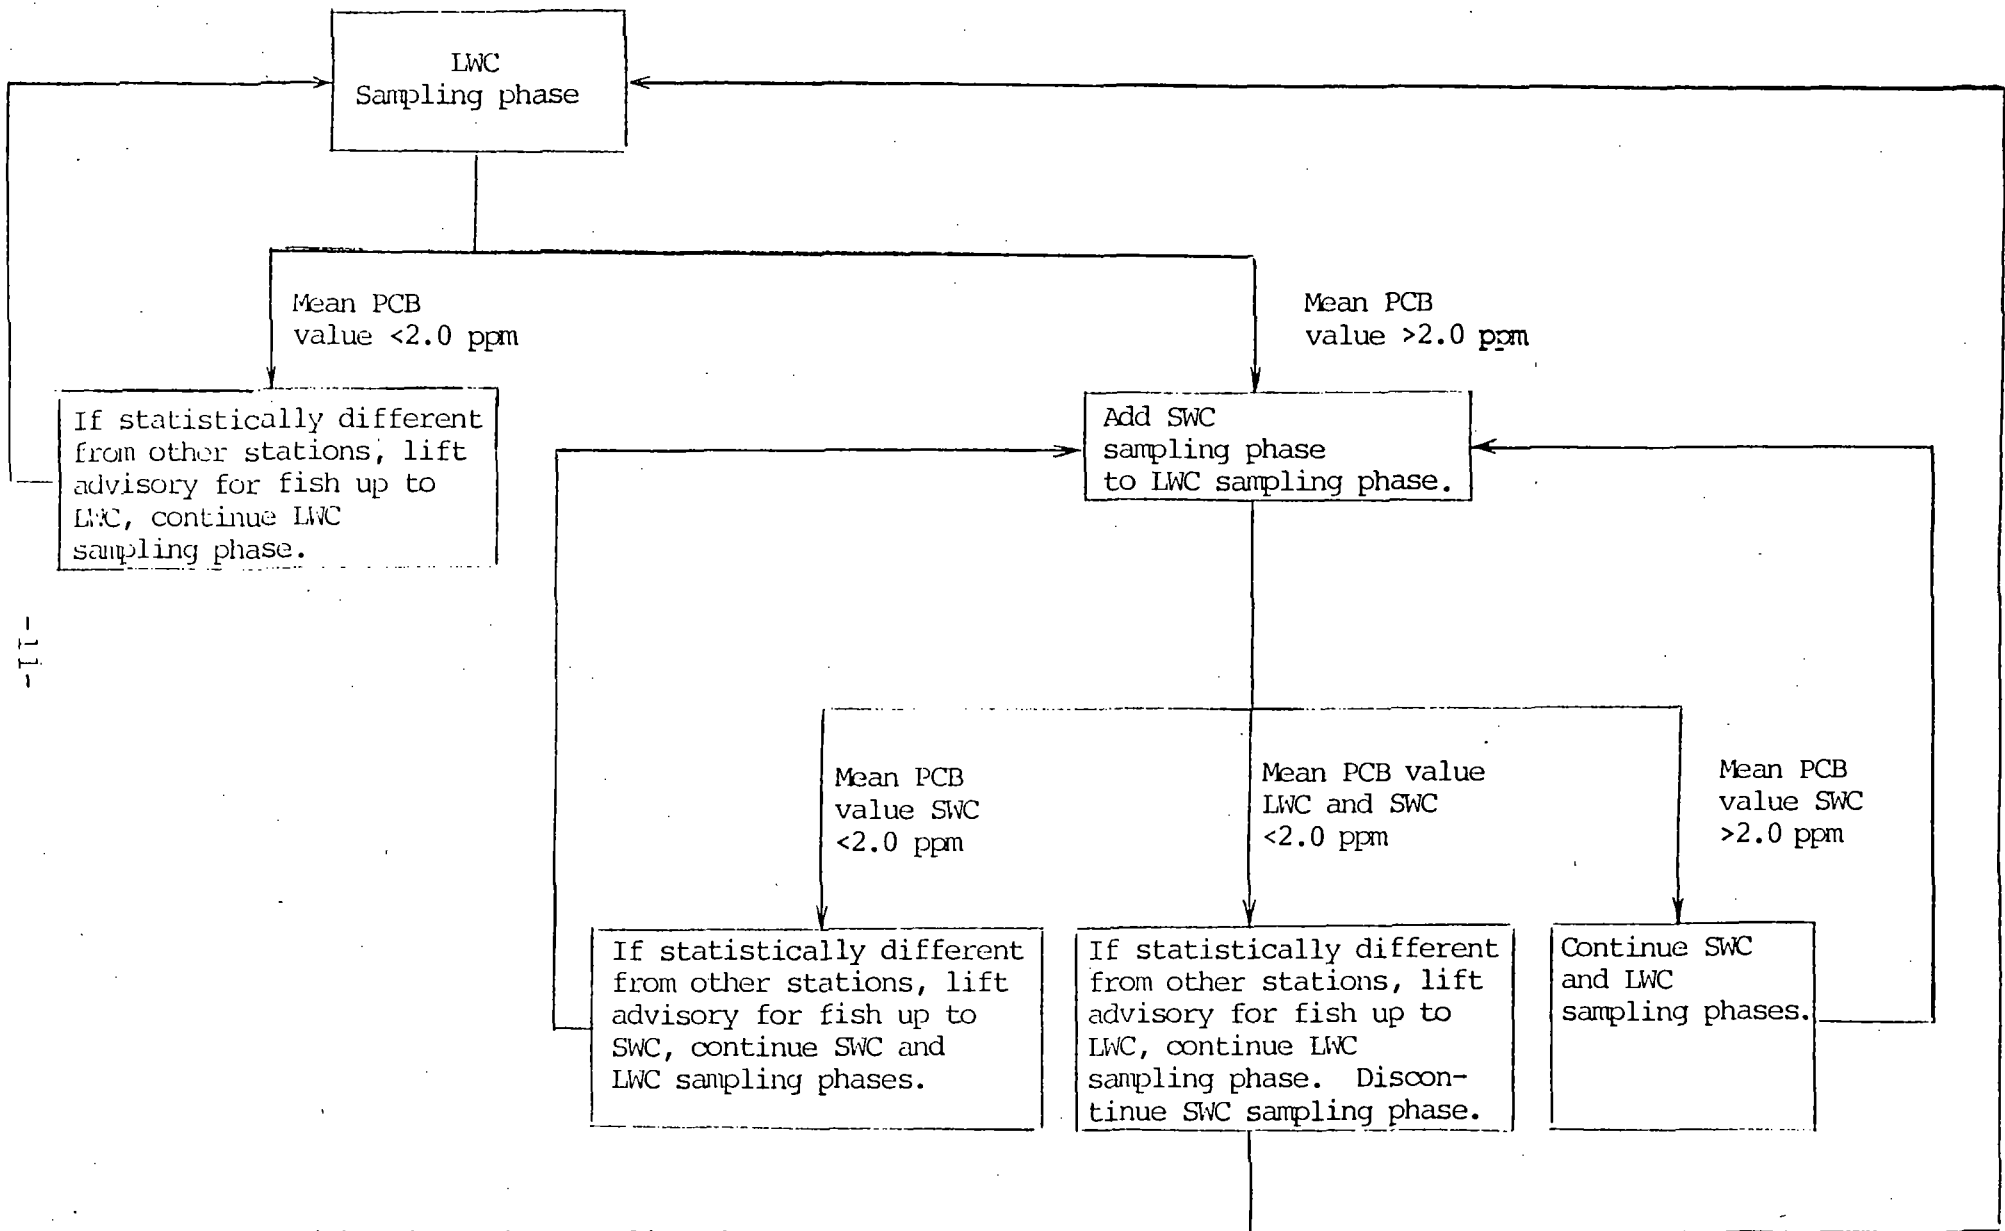 LWC
Sampling phase
Mean PCB
value <2.0 ppm
Mean PCB
value >2.0 ppm
If statistically different
from other stations, lift
advisory for fish up to
LWC, continue LWC
sampling phase.
Add SWC
sampling phase
to LWC sampling phase.
-11-
Mean PCB
value SWC
<2.0 ppm
Mean PCB value
LWC and SWC
<2.0 ppm
Mean PCB
value SWC
>2.0 ppm
If statistically different
from other stations, lift
advisory for fish up to
SWC, continue SWC and
LWC sampling phases.
If statistically different
from other stations, lift
advisory for fish up to
LWC, continue LWC
sampling phase. Discon-
tinue SWC sampling phase.
Continue SWC
and LWC
sampling phases.